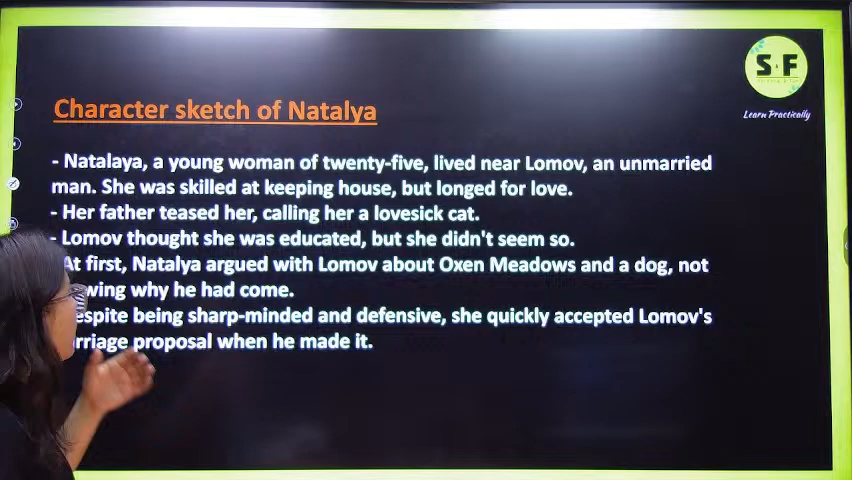 S & F
Learn Practically
Character sketch of Natalya
- Natalaya, a young woman of twenty-five, lived near Lomov, an unmarried
man. She was skilled at keeping house, but longed for love.
- Her father teased her, calling her a lovesick cat.
- Lomov thought she was educated, but she didn't seem so.
At first, Natalya argued with Lomov about Oxen Meadows and a dog, not
wing why he had come.
espite being sharp-minded and defensive, she quickly accepted Lomov's
rriage proposal when he made it.